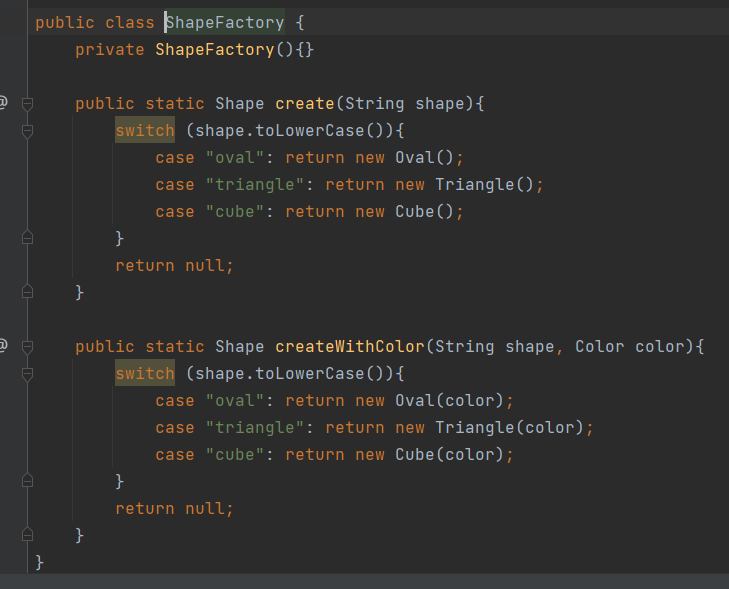 public class ShapeFactory {
    private ShapeFactory(){}

@   public static Shape create(String shape){
        switch (shape.toLowerCase()){
            case "oval": return new Oval();
            case "triangle": return new Triangle();
            case "cube": return new Cube();
        }
        return null;
    }

@   public static Shape createWithColor(String shape, Color color){
        switch (shape.toLowerCase()){
            case "oval": return new Oval(color);
            case "triangle": return new Triangle(color);
            case "cube": return new Cube(color);
        }
        return null;
    }
}